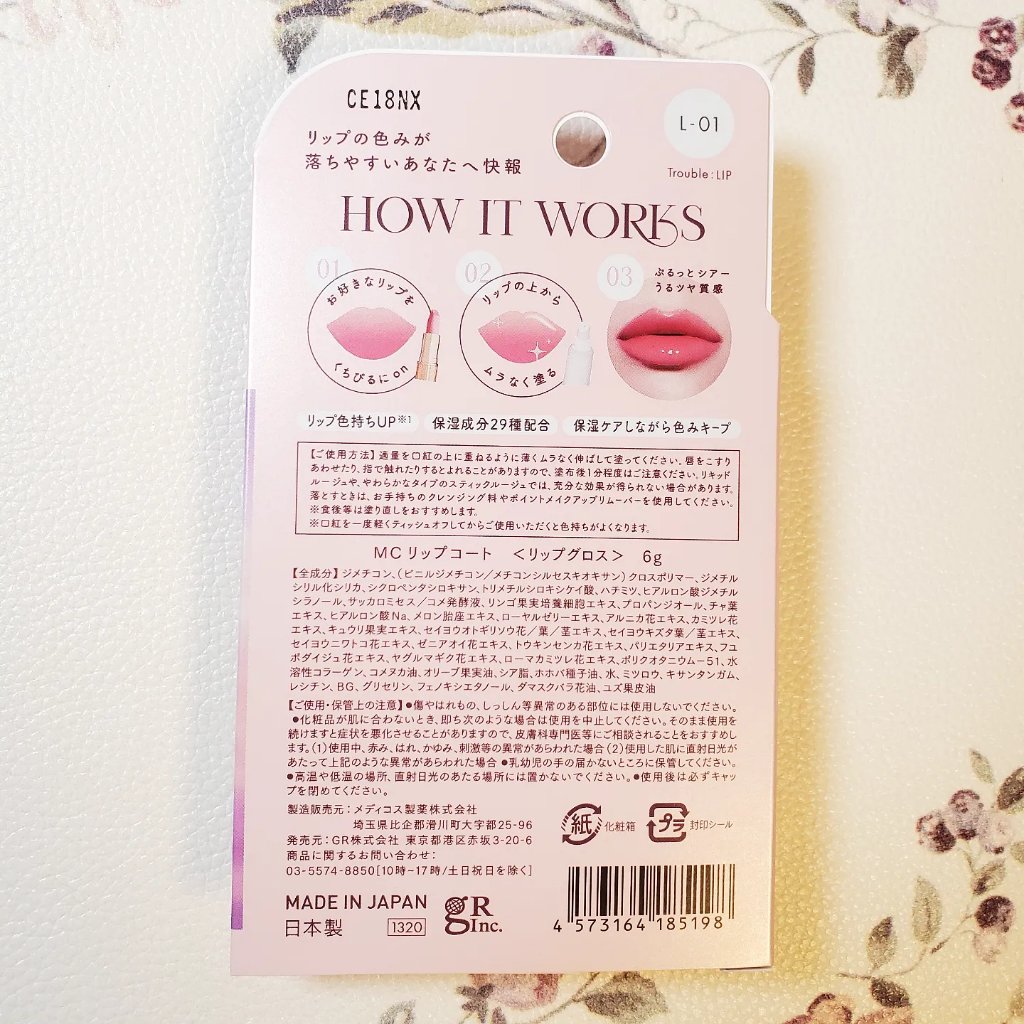 CE18NX
L-01
Trouble:LIP
リップの色みが
落ちやすいあなたへ快報
HOW IT WORKS
01
お好きなリップを
くちびるにon
02
リップの上から
ムラなく塗る
03
ぷるっとシアー
うるツヤ質感
リップ色持ちUP※1
保湿成分29種配合
保湿ケアしながら色みキープ
【ご使用方法】適量を口紅の上に重ねるように薄くムラなく伸ばして塗ってください。唇をこすり
あわせたり、指で触れたりするとよれることがありますので、塗布後1分程度はご注意ください。リキッド
ルージュや、やわらかなタイプのスティックルージュでは、充分な効果が得られない場合があります。
落とすときは、お手持ちのクレンジング料やポイントメイクアップリムーバーを使用してください。
※食後等は塗り直しをおすすめします。
※口紅を一度軽くティッシュオフしてからご使用いただくと色持ちがよくなります。
MCリップコート <リップグロス> 6g
【全成分】ジメチコン、(ビニルジメチコン/メチコンシルセスキオキサン)クロスポリマー、ジメチル
シリル化シリカ、シクロペンタシロキサン、トリメチルシロキシケイ酸、ハチミツ、ヒアルロン酸ジメチル
シラノール、サッカロミセス/コメ発酵液、リンゴ果実培養細胞エキス、プロパンジオール、チャ葉
エキス、ヒアルロン酸Na、メロン胎座エキス、ローヤルゼリーエキス、アルニカ花エキス、カミツレ花
エキス、キュウリ果実エキス、セイヨウオトギリソウ花/葉/茎エキス、セイヨウキズタ葉/茎エキス、
セイヨウニワトコ花エキス、ゼニアオイ花エキス、トウキンセンカ花エキス、パリエタリアエキス、フユ
ボダイジュ花エキス、ヤグルマギク花エキス、ローマカミツレ花エキス、ポリクオタニウム-51、水
溶性コラーゲン、コメヌカ油、オリーブ果実油、シア脂、ホホバ種子油、水、ミツロウ、キサンタンガム、
レシチン、BG、グリセリン、フェノキシエタノール、ダマスクバラ花油、ユズ果皮油
【ご使用・保管上の注意】●傷やはれもの、しっしん等異常のある部位には使用しないでください。
●化粧品が肌に合わないとき、即ち次のような場合は使用を中止してください。そのまま使用を
続けますと症状を悪化させることがありますので、皮膚科専門医等にご相談されることをおすすめし
ます。(1)使用中、赤み、はれ、かゆみ、刺激等の異常があらわれた場合(2)使用した肌に直射日光が
あたって上記のような異常があらわれた場合 ●乳幼児の手の届かないところに保管してください。
●高温や低温の場所、直射日光のあたる場所には置かないでください。●使用後は必ずキャッ
プを閉めてください。
製造販売元:メディコス製薬株式会社
埼玉県比企郡滑川町大字都25-96
発売元:GR株式会社 東京都港区赤坂3-20-6
商品に関するお問い合わせ:
03-5574-8850[10時-17時/土日祝日を除く]
紙 化粧箱
プラ 封印シール
MADE IN JAPAN
日本製
1320
gR Inc.
4 573164 185198